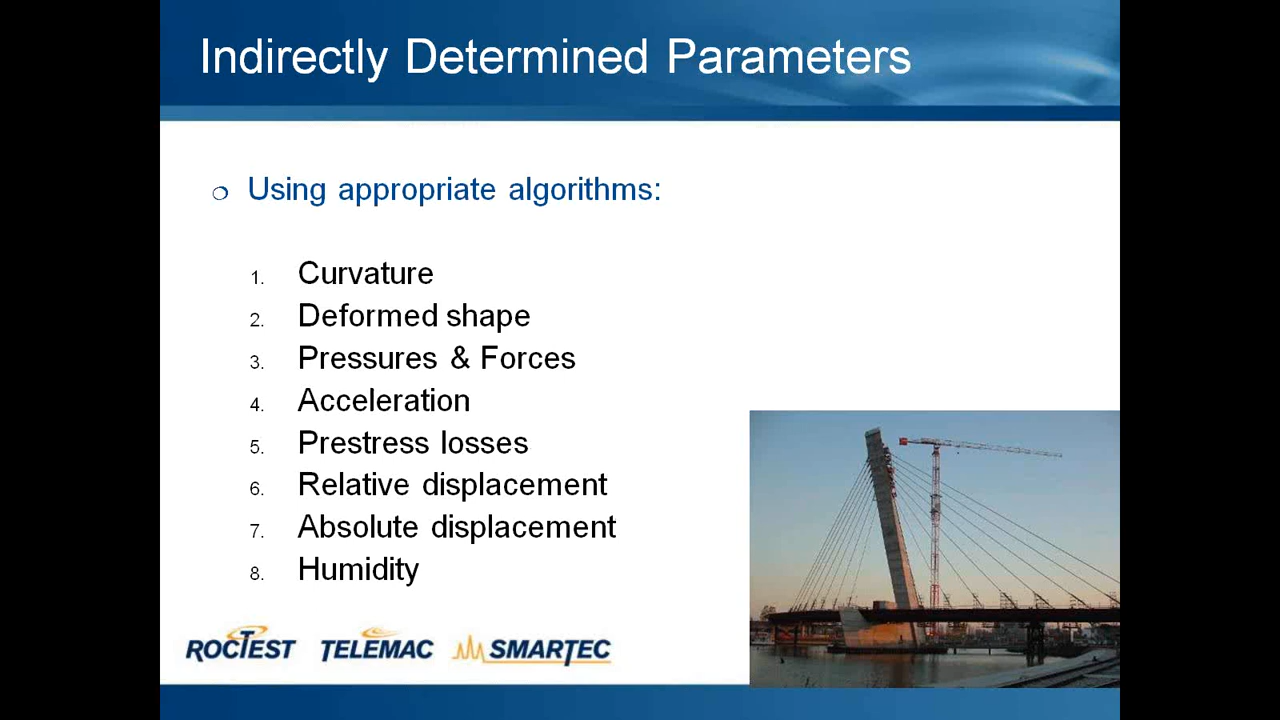 Indirectly Determined Parameters
❍ Using appropriate algorithms:
1. Curvature
2. Deformed shape
3. Pressures & Forces
4. Acceleration
5. Prestress losses
6. Relative displacement
7. Absolute displacement
8. Humidity
ROCTEST TELEMAC SMARTEC